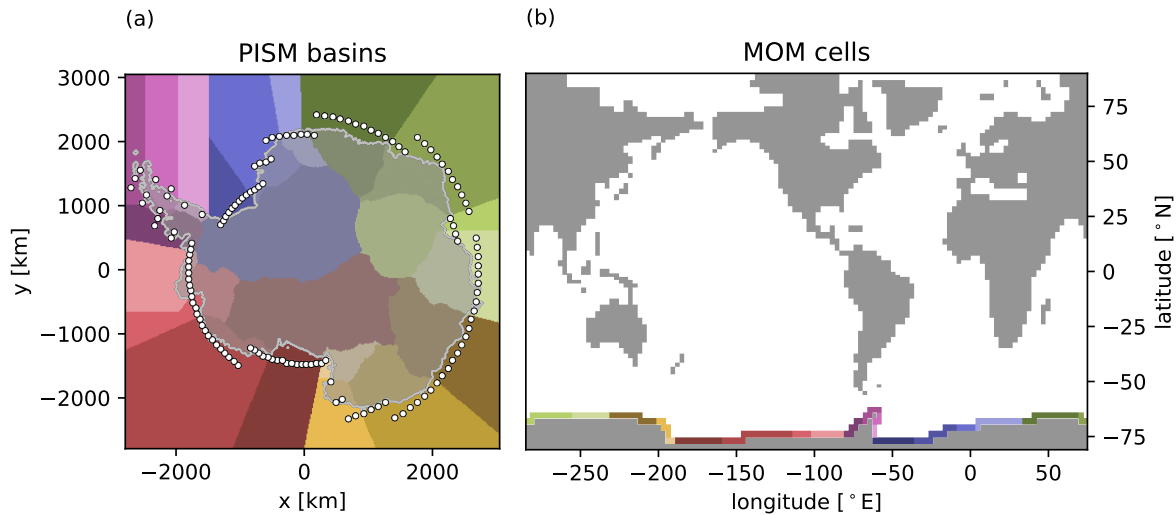 (a)
(b)
PISM basins
MOM cells
3000
2000
1000
0
−1000
−2000
y [km]
−2000
0
2000
x [km]
75
50
25
0
−25
−50
−75
latitude [°N]
−250
−200
−150
−100
−50
0
50
longitude [°E]